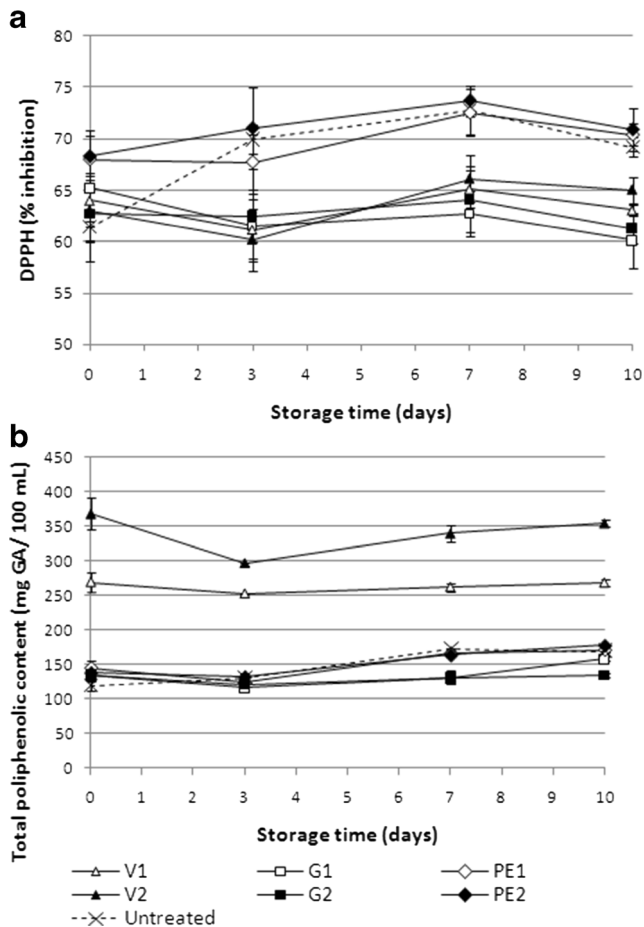 a
80
75
70
65
60
55
50
DPPH (% inhibition)
0 1 2 3 4 5 6 7 8 9 10
Storage time (days)
b
450
400
350
300
250
200
150
100
50
0
Total poliphenolic content (mg GA/ 100 mL)
0 1 2 3 4 5 6 7 8 9 10
Storage time (days)
V1 G1 PE1
V2 G2 PE2
Untreated